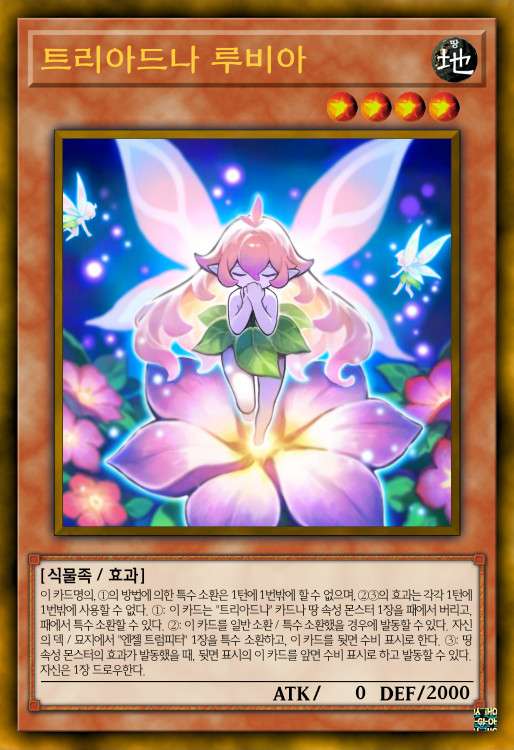 트리아드나 루비아
땅
地
[식물족 / 효과]
이 카드명의, ①의 방법에 의한 특수 소환은 1턴에 1번밖에 할 수 없으며, ②③의 효과는 각각 1턴에
1번밖에 사용할 수 없다. ①: 이 카드는 "트리아드나" 카드나 땅 속성 몬스터 1장을 패에서 버리고,
패에서 특수 소환할 수 있다. ②: 이 카드를 일반 소환 / 특수 소환했을 경우에 발동할 수 있다. 자신
의 덱 / 묘지에서 "엔젤 트럼피터" 1장을 특수 소환하고, 이 카드를 뒷면 수비 표시로 한다. ③: 땅
속성 몬스터의 효과가 발동했을 때, 뒷면 표시의 이 카드를 앞면 수비 표시로 하고 발동할 수 있다.
자신은 1장 드로우한다.
ATK/ 0 DEF/2000